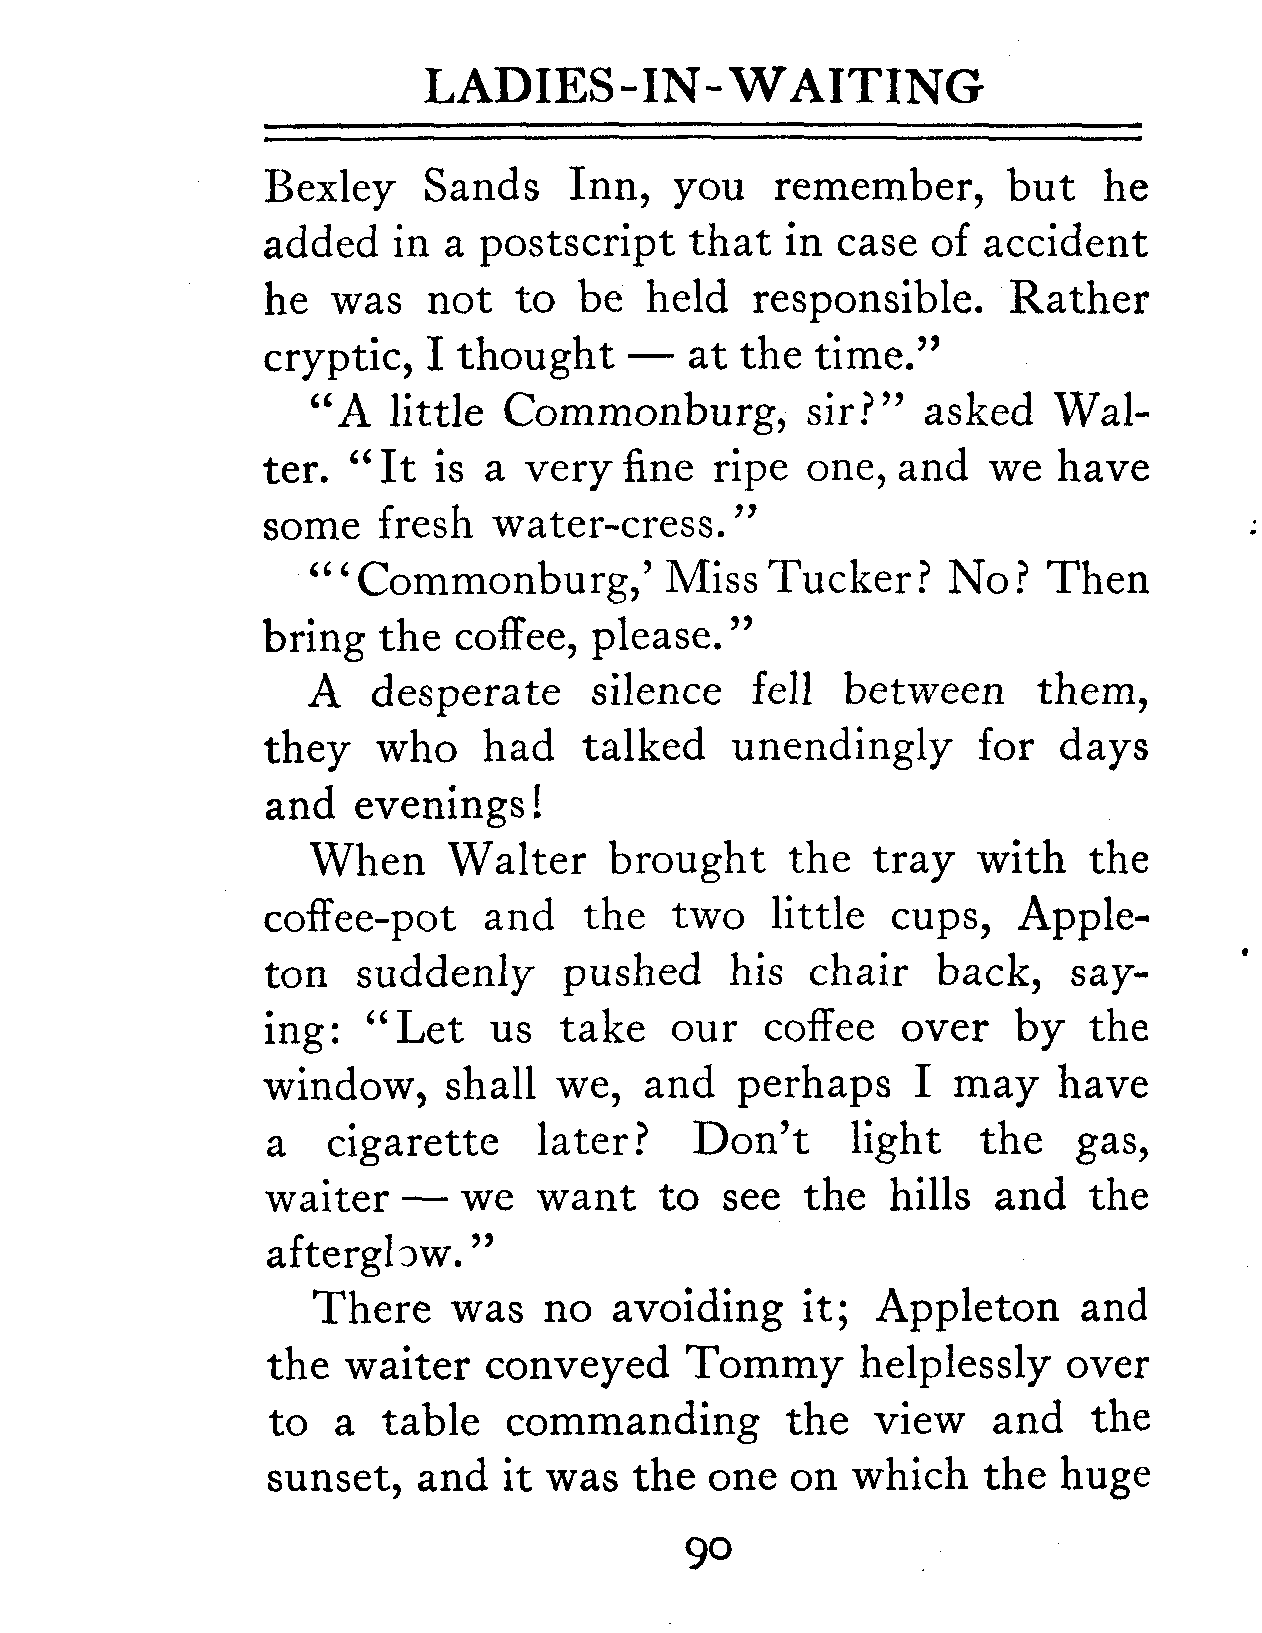 LADIES-IN-WAITING
Bexley Sands Inn, you remember, but he
added in a postscript that in case of accident
he was not to be held responsible. Rather
cryptic, I thought — at the time.”
“A little Commonburg, sir?” asked Wal-
ter. “It is a very fine ripe one, and we have
some fresh water-cress.”
“‘Commonburg,’ Miss Tucker? No? Then
bring the coffee, please.”
A desperate silence fell between them,
they who had talked unendingly for days
and evenings!
When Walter brought the tray with the
coffee-pot and the two little cups, Apple-
ton suddenly pushed his chair back, say-
ing: “Let us take our coffee over by the
window, shall we, and perhaps I may have
a cigarette later? Don’t light the gas,
waiter — we want to see the hills and the
afterglow.”
There was no avoiding it; Appleton and
the waiter conveyed Tommy helplessly over
to a table commanding the view and the
sunset, and it was the one on which the huge
90